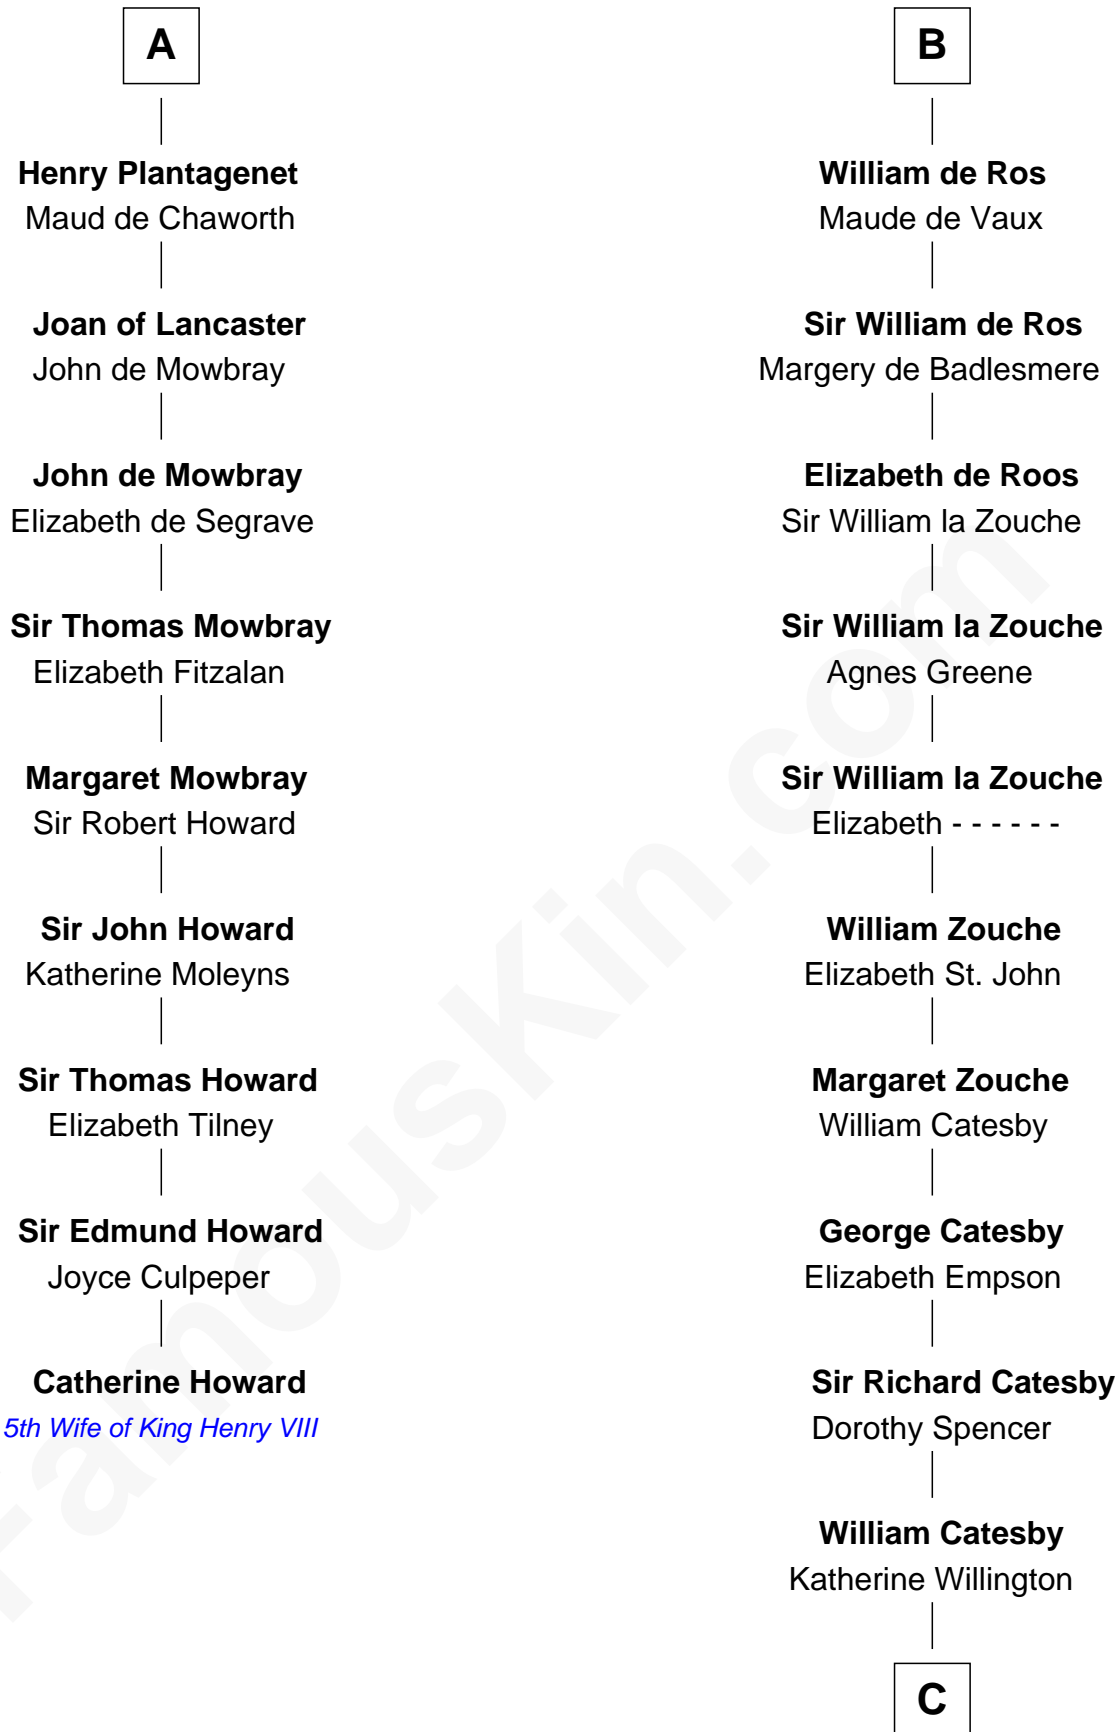 A
Henry Plantagenet
Maud de Chaworth
Joan of Lancaster
John de Mowbray
John de Mowbray
Elizabeth de Segrave
Sir Thomas Mowbray
Elizabeth Fitzalan
Margaret Mowbray
Sir Robert Howard
Sir John Howard
Katherine Moleyns
Sir Thomas Howard
Elizabeth Tilney
Sir Edmund Howard
Joyce Culpeper
Catherine Howard
5th Wife of King Henry VIII
B
William de Ros
Maude de Vaux
Sir William de Ros
Margery de Badlesmere
Elizabeth de Roos
Sir William la Zouche
Sir William la Zouche
Agnes Greene
Sir William la Zouche
Elizabeth - - - - - -
William Zouche
Elizabeth St. John
Margaret Zouche
William Catesby
George Catesby
Elizabeth Empson
Sir Richard Catesby
Dorothy Spencer
William Catesby
Katherine Willington
C
FamousKin.com